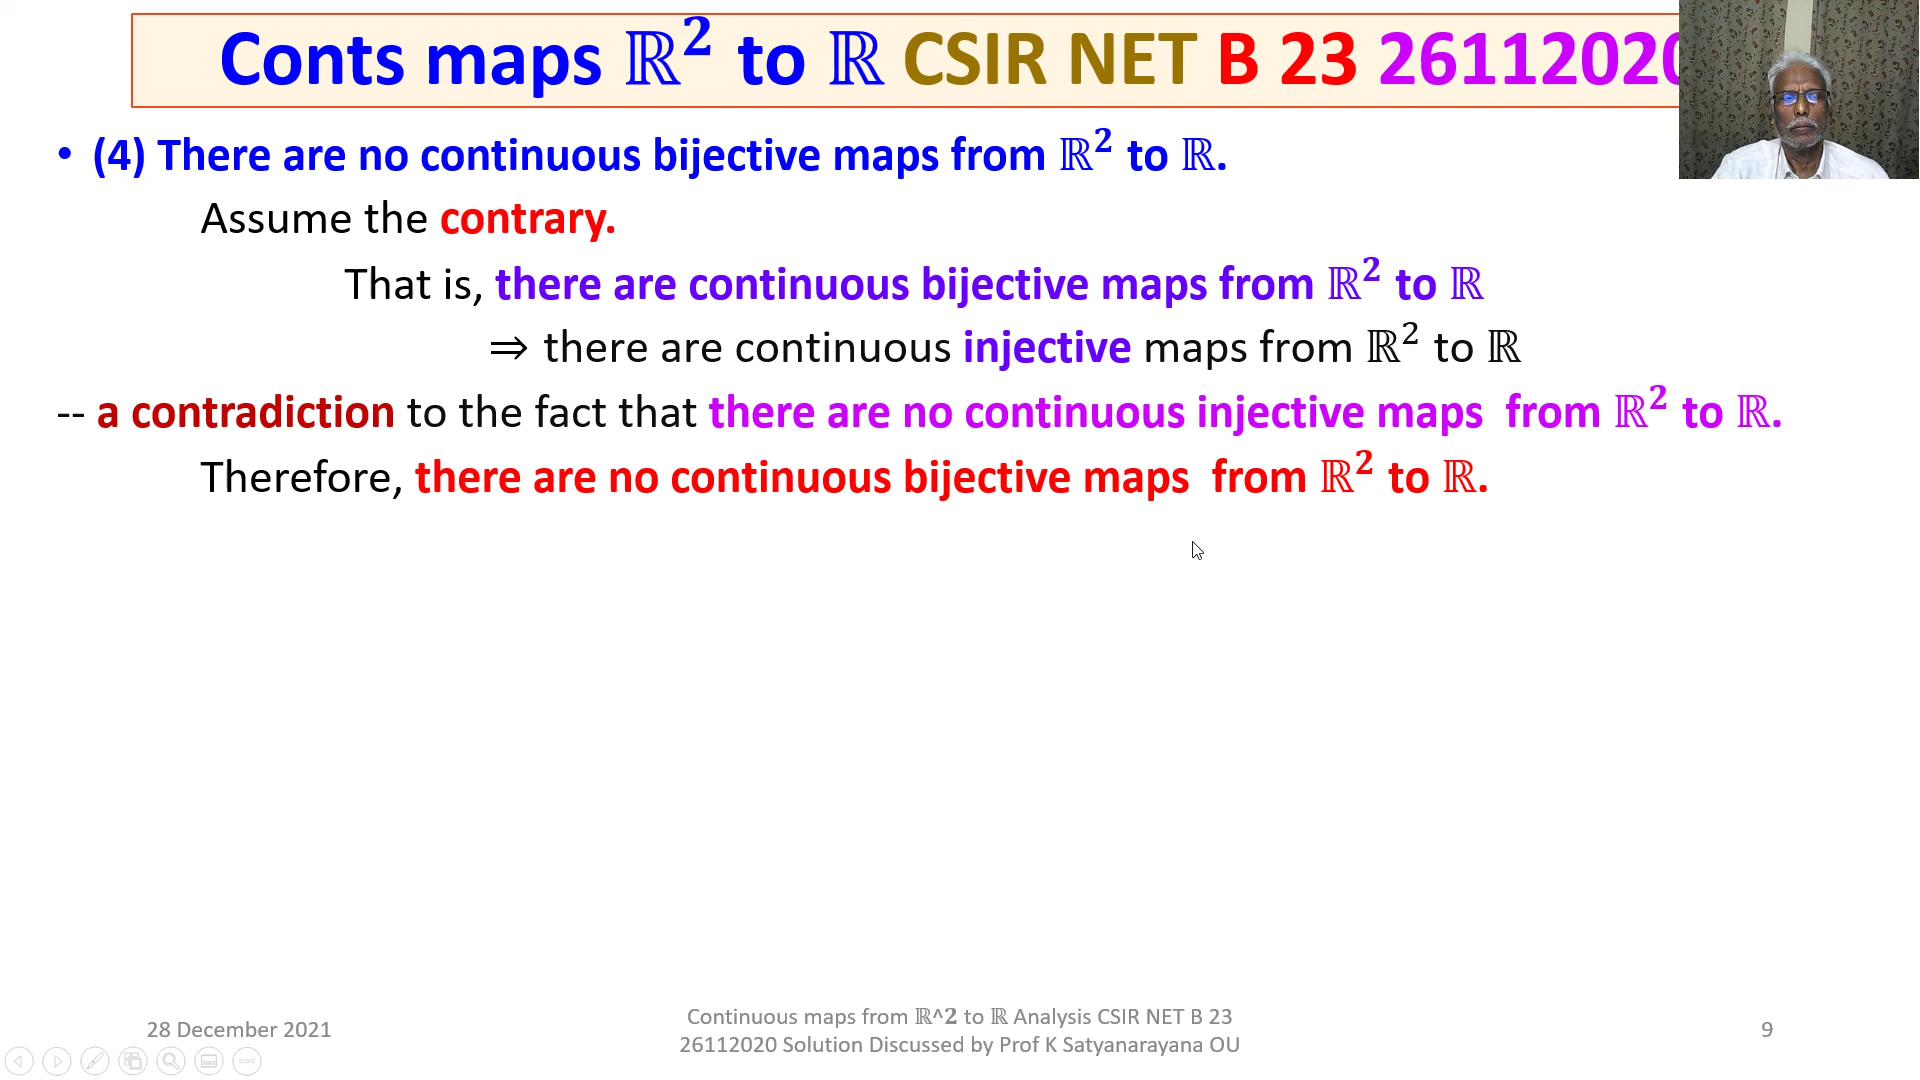 Conts maps ℝ² to ℝ CSIR NET B 23 26112020
• (4) There are no continuous bijective maps from ℝ² to ℝ.
Assume the contrary.
That is, there are continuous bijective maps from ℝ² to ℝ
⇒ there are continuous injective maps from ℝ² to ℝ
-- a contradiction to the fact that there are no continuous injective maps from ℝ² to ℝ.
Therefore, there are no continuous bijective maps from ℝ² to ℝ.
28 December 2021
Continuous maps from ℝ^2 to ℝ Analysis CSIR NET B 23
26112020 Solution Discussed by Prof K Satyanarayana OU
9